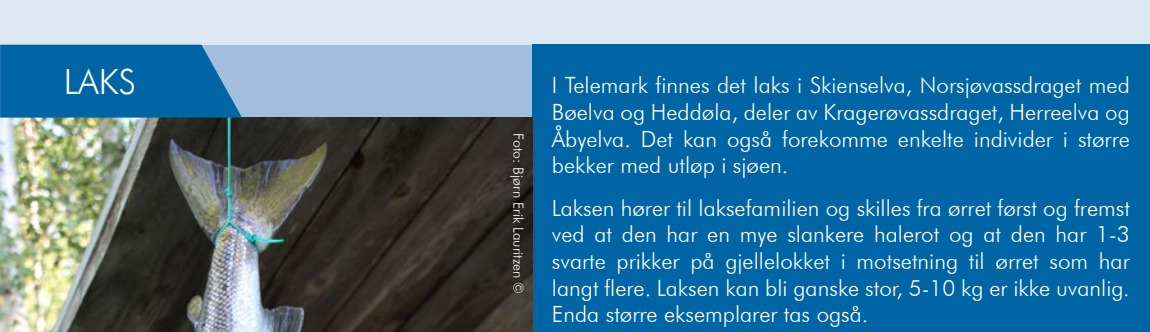 LAKS
Foto: Bjørn Erik Lauritzen ©
I Telemark finnes det laks i Skienselva, Norsjøvassdraget med
Bøelva og Heddøla, deler av Kragerøvassdraget, Herreelva og
Åbyelva. Det kan også forekomme enkelte individer i større
bekker med utløp i sjøen.
Laksen hører til laksefamilien og skilles fra ørret først og fremst
ved at den har en mye slankere halerot og at den har 1-3
svarte prikker på gjellelokket i motsetning til ørret som har
langt flere. Laksen kan bli ganske stor, 5-10 kg er ikke uvanlig.
Enda større eksemplarer tas også.